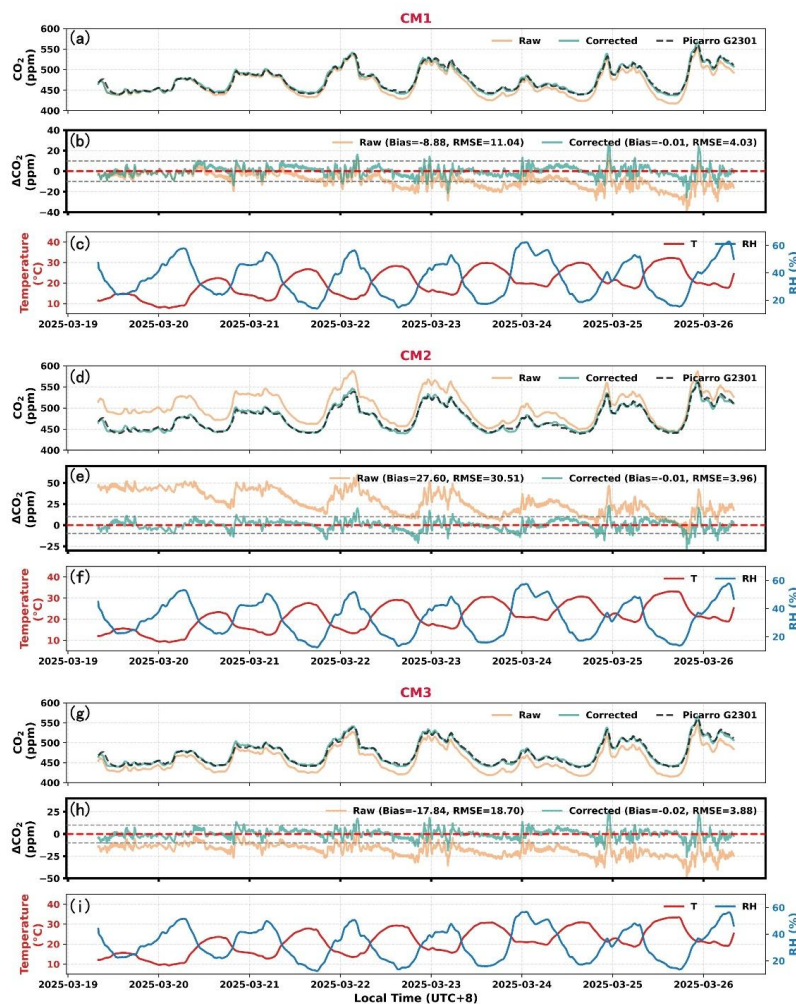 CM1
(a)
Raw Corrected Picarro G2301
CO₂
(ppm)
600
550
500
450
400
(b)
Raw (Bias=-8.88, RMSE=11.04) Corrected (Bias=-0.01, RMSE=4.03)
ΔCO₂
(ppm)
40
20
0
−20
−40
(c)
T RH
Temperature
(°C)
40
30
20
10
RH (%)
60
40
20
2025-03-19 2025-03-20 2025-03-21 2025-03-22 2025-03-23 2025-03-24 2025-03-25 2025-03-26
CM2
(d)
Raw Corrected Picarro G2301
CO₂
(ppm)
600
550
500
450
400
(e)
Raw (Bias=27.60, RMSE=30.51) Corrected (Bias=-0.01, RMSE=3.96)
ΔCO₂
(ppm)
50
25
0
−25
(f)
T RH
Temperature
(°C)
40
30
20
10
RH (%)
60
40
20
2025-03-19 2025-03-20 2025-03-21 2025-03-22 2025-03-23 2025-03-24 2025-03-25 2025-03-26
CM3
(g)
Raw Corrected Picarro G2301
CO₂
(ppm)
600
550
500
450
400
(h)
Raw (Bias=-17.84, RMSE=18.70) Corrected (Bias=-0.02, RMSE=3.88)
ΔCO₂
(ppm)
25
0
−25
−50
(i)
T RH
Temperature
(°C)
40
30
20
10
RH (%)
60
40
20
2025-03-19 2025-03-20 2025-03-21 2025-03-22 2025-03-23 2025-03-24 2025-03-25 2025-03-26
Local Time (UTC+8)